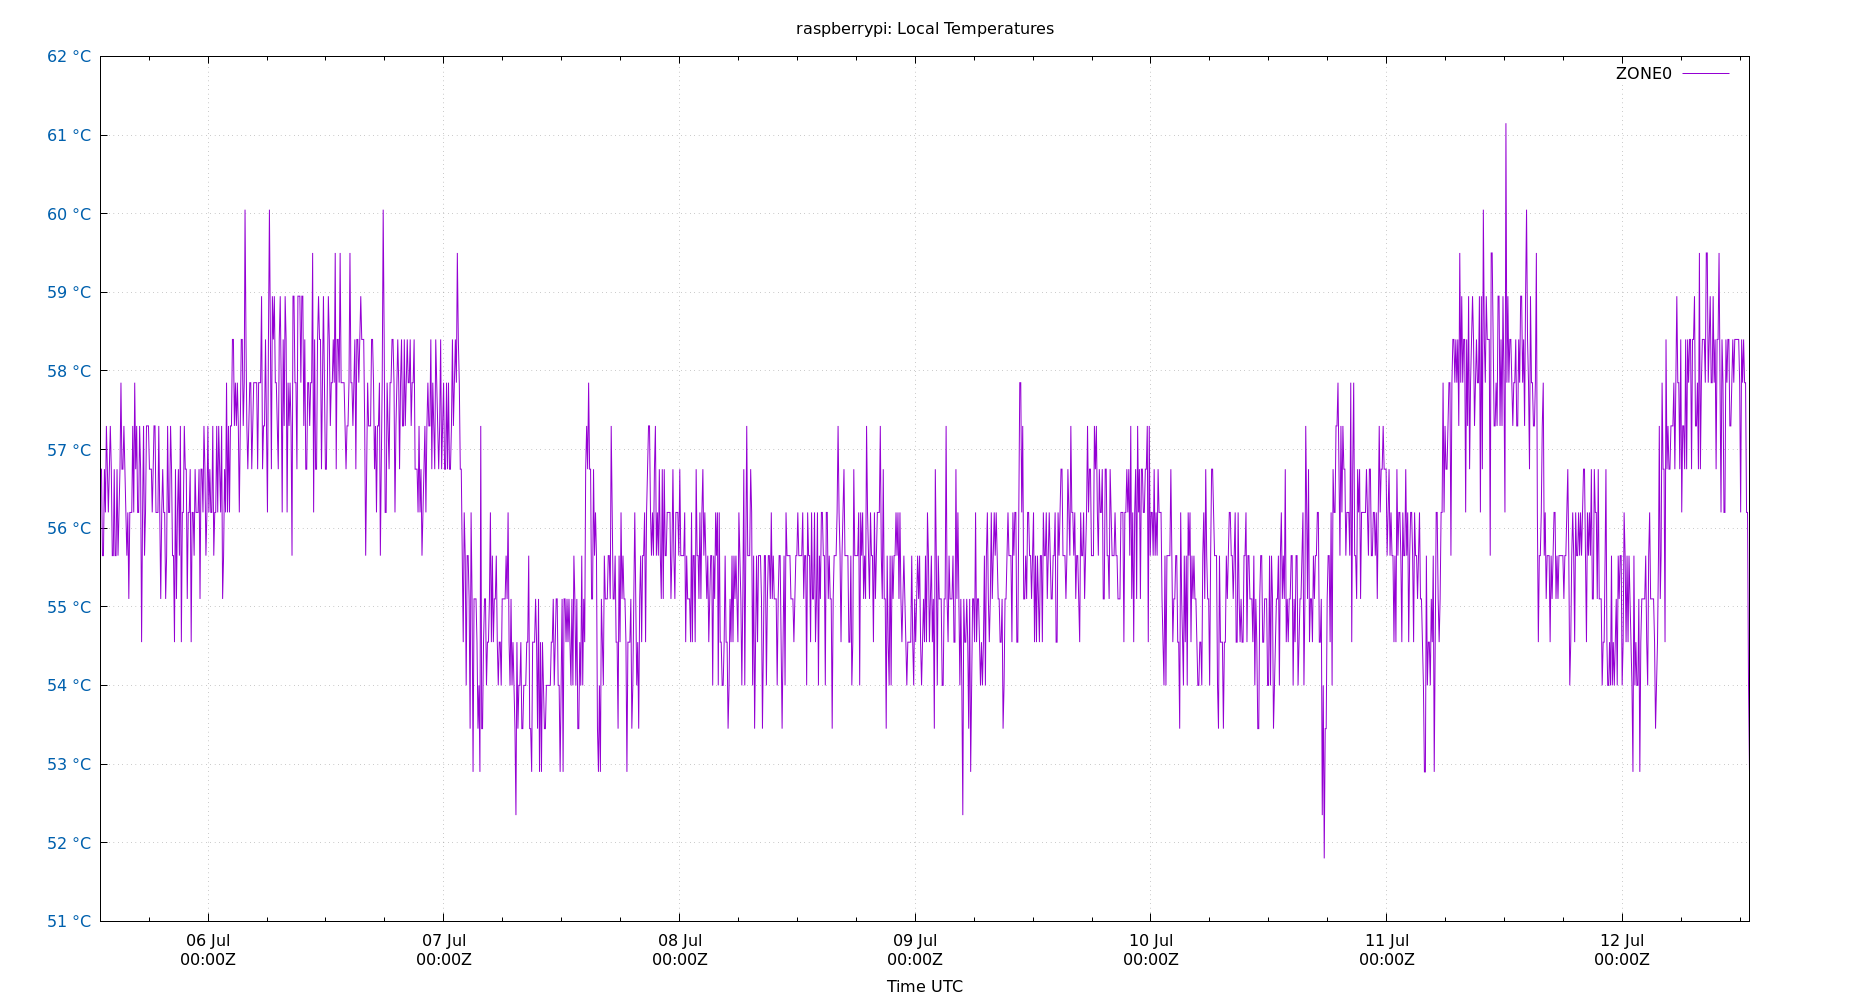 raspberrypi: Local Temperatures
ZONE0
62 °C
61 °C
60 °C
59 °C
58 °C
57 °C
56 °C
55 °C
54 °C
53 °C
52 °C
51 °C
06 Jul 07 Jul 08 Jul 09 Jul 10 Jul 11 Jul 12 Jul
00:00Z 00:00Z 00:00Z 00:00Z 00:00Z 00:00Z 00:00Z
Time UTC